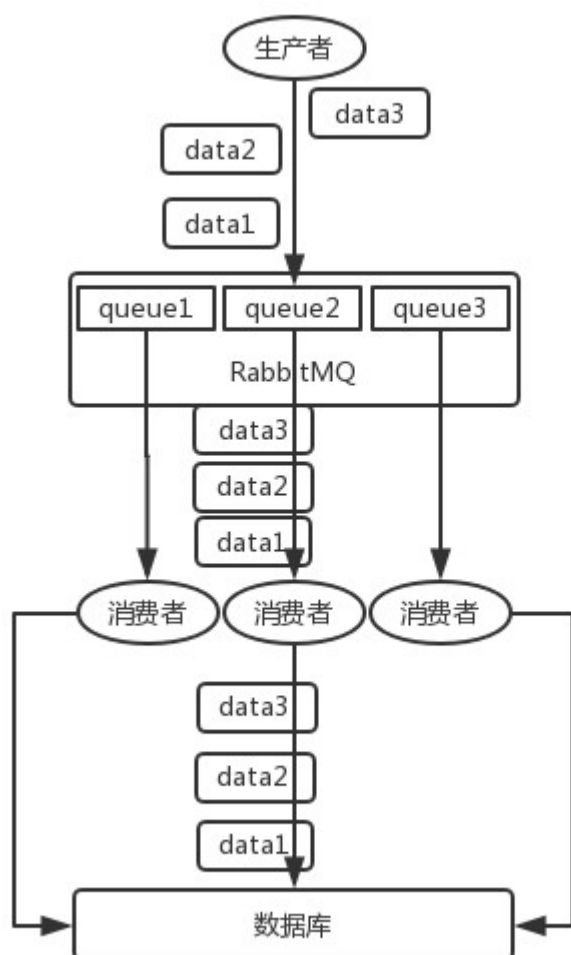 生产者
data3
data2
data1
queue1 queue2 queue3
RabbitMQ
data3
data2
data1
消费者 消费者 消费者
data3
data2
data1
数据库